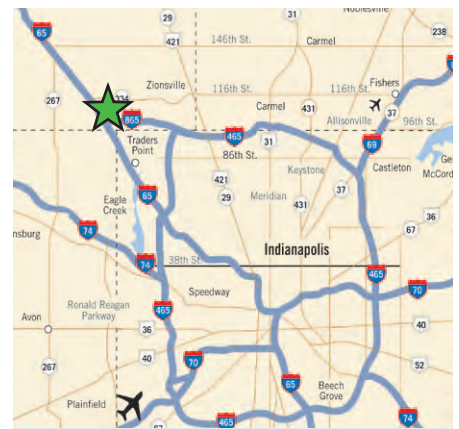 65
29
421
31
Noblesville
146th St.
Carmel
238
267
334
Zionsville
116th St.
116th St.
Fishers
865
Carmel
431
Allisonville
37
96th St.
Traders
Point
465
31
86th St.
69
Castleton
McCord
65
421
29
Keystone
Meridian
37
431
Eagle
Creek
36
67
nsburg
74
74
38th St.
Indianapolis
465
70
Speedway
Ronald Reagan
Parkway
465
Avon
36
40
40
70
267
65
52
Beech
Grove
Plainfield
465
74